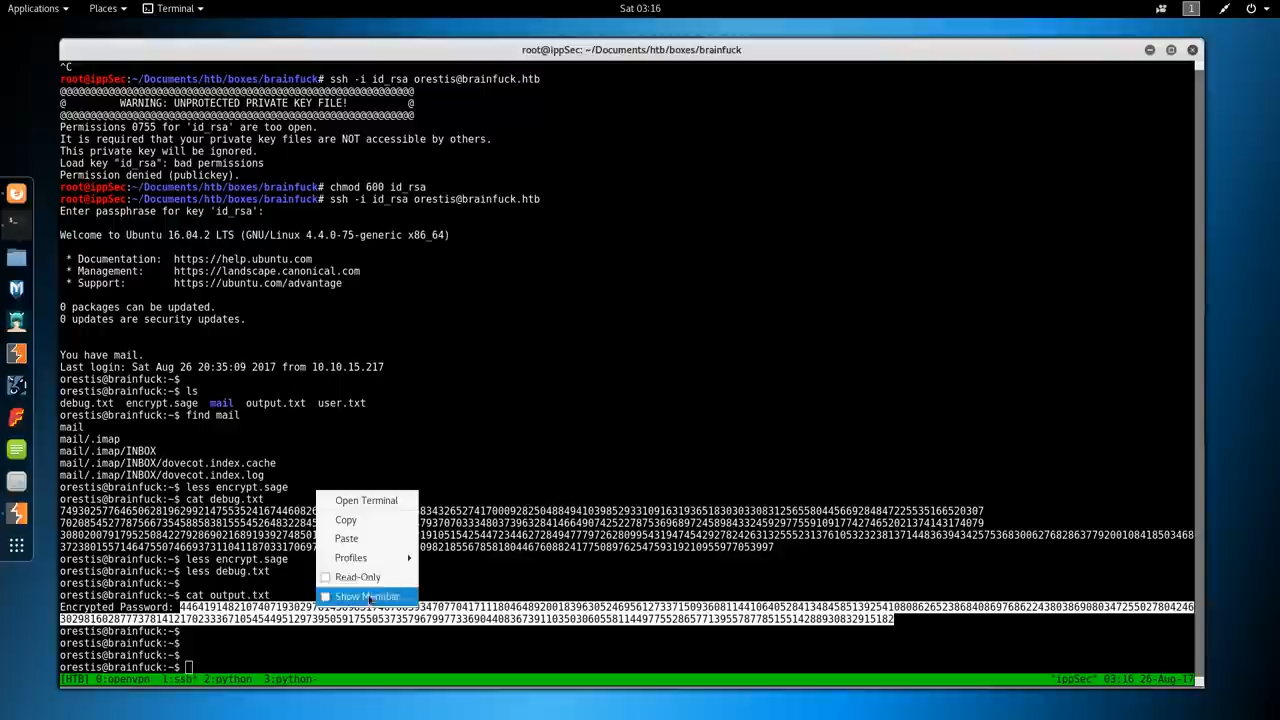 Applications
Places
Terminal
Sat 03:16
1
root@ippSec: ~/Documents/htb/boxes/brainfuck
^C
root@ippSec:~/Documents/htb/boxes/brainfuck# ssh -i id_rsa orestis@brainfuck.htb
@@@@@@@@@@@@@@@@@@@@@@@@@@@@@@@@@@@@@@@@@@@@@@@@@@@@@@@@@@@
@         WARNING: UNPROTECTED PRIVATE KEY FILE!          @
@@@@@@@@@@@@@@@@@@@@@@@@@@@@@@@@@@@@@@@@@@@@@@@@@@@@@@@@@@@
Permissions 0755 for 'id_rsa' are too open.
It is required that your private key files are NOT accessible by others.
This private key will be ignored.
Load key "id_rsa": bad permissions
Permission denied (publickey).
root@ippSec:~/Documents/htb/boxes/brainfuck# chmod 600 id_rsa
root@ippSec:~/Documents/htb/boxes/brainfuck# ssh -i id_rsa orestis@brainfuck.htb
Enter passphrase for key 'id_rsa':
Welcome to Ubuntu 16.04.2 LTS (GNU/Linux 4.4.0-75-generic x86_64)
* Documentation:  https://help.ubuntu.com
* Management:     https://landscape.canonical.com
* Support:        https://ubuntu.com/advantage
0 packages can be updated.
0 updates are security updates.
You have mail.
Last login: Sat Aug 26 20:35:09 2017 from 10.10.15.217
orestis@brainfuck:~$
orestis@brainfuck:~$ ls
debug.txt  encrypt.sage  mail  output.txt  user.txt
orestis@brainfuck:~$ find mail
mail
mail/.imap
mail/.imap/INBOX
mail/.imap/INBOX/dovecot.index.cache
mail/.imap/INBOX/dovecot.index.log
orestis@brainfuck:~$ less encrypt.sage
orestis@brainfuck:~$ cat debug.txt
orestis@brainfuck:~$ less encrypt.sage
orestis@brainfuck:~$ less debug.txt
orestis@brainfuck:~$
orestis@brainfuck:~$ cat output.txt
Encrypted Password:
orestis@brainfuck:~$
orestis@brainfuck:~$
orestis@brainfuck:~$
orestis@brainfuck:~$
Open Terminal
Copy
Paste
Profiles
Read-Only
Show Menubar
[HTB] 0:openvpn  1:ssh* 2:python  3:python-
"ippSec" 03:16 26-Aug-17